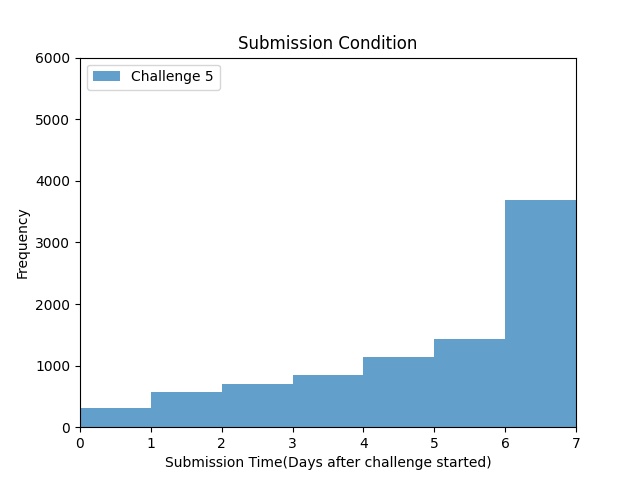 Submission Condition
Challenge 5
6000
5000
4000
3000
2000
1000
0
Frequency
0 1 2 3 4 5 6 7
Submission Time(Days after challenge started)